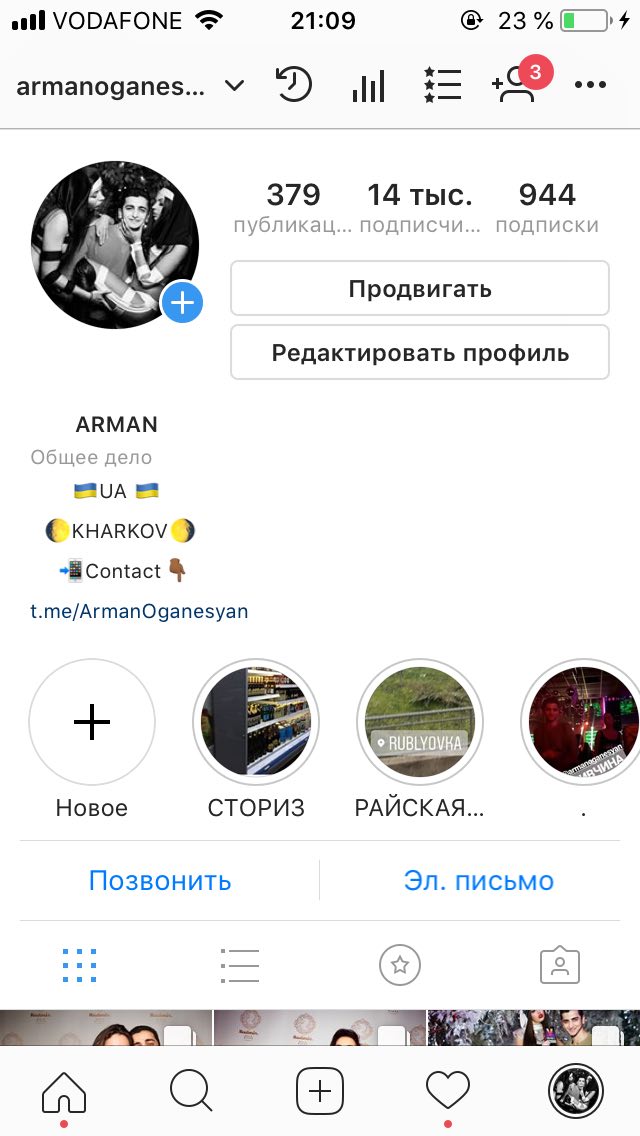 VODAFONE 21:09 23 %
armanoganes... 3
379 14 тыс. 944
публикац... подписчи... подписки
Продвигать
Редактировать профиль
ARMAN
Общее дело
🇺🇦UA 🇺🇦
🌔KHARKOV🌖
📲Contact 👇🏾
t.me/ArmanOganesyan
RUBLYOVKA
@armanoganesyan
Новое СТОРИЗ РАЙСКАЯ... .
Позвонить Эл. письмо